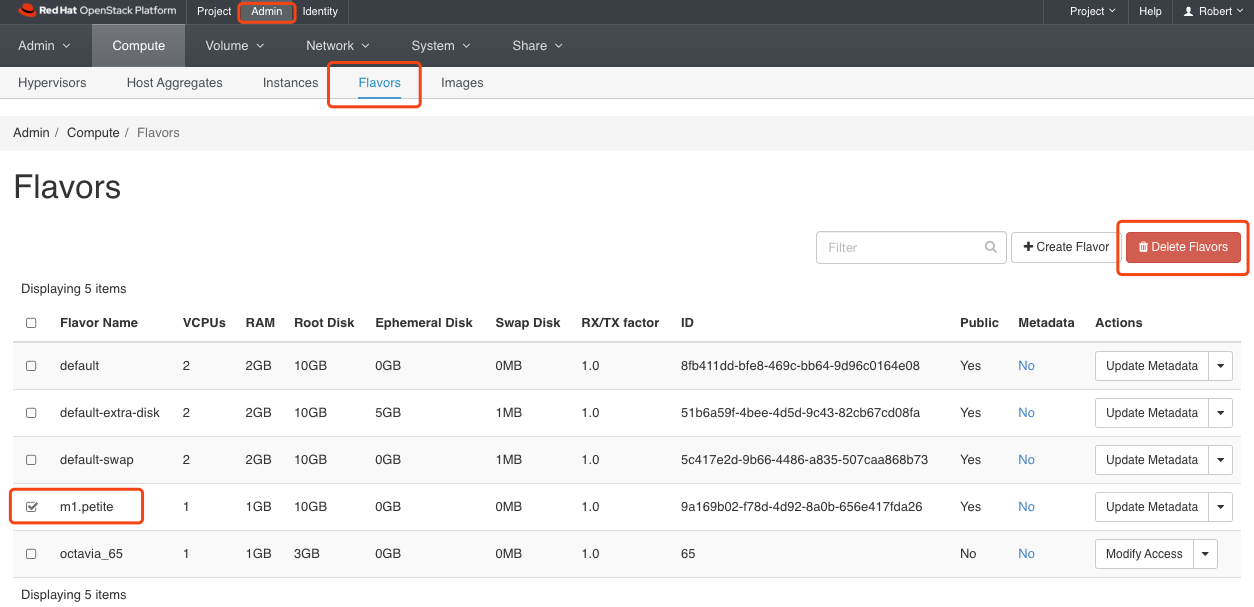 Red Hat OpenStack Platform Project Admin Identity Project Help Robert
Admin Compute Volume Network System Share
Hypervisors Host Aggregates Instances Flavors Images
Admin / Compute / Flavors
Flavors
Filter Create Flavor Delete Flavors
Displaying 5 items
Flavor Name VCPUs RAM Root Disk Ephemeral Disk Swap Disk RX/TX factor ID Public Metadata Actions
default 2 2GB 10GB 0GB 0MB 1.0 8fb411dd-bfe8-469c-bb64-9d96c0164e08 Yes No Update Metadata
default-extra-disk 2 2GB 10GB 5GB 1MB 1.0 51b6a59f-4bee-4d5d-9c43-82cb67cd08fa Yes No Update Metadata
default-swap 2 2GB 10GB 0GB 1MB 1.0 5c417e2d-9b66-4486-a835-507caa868b73 Yes No Update Metadata
m1.petite 1 1GB 10GB 0GB 0MB 1.0 9a169b02-f78d-4d92-8a0b-656e417fda26 Yes No Update Metadata
octavia_65 1 1GB 3GB 0GB 0MB 1.0 65 No No Modify Access
Displaying 5 items